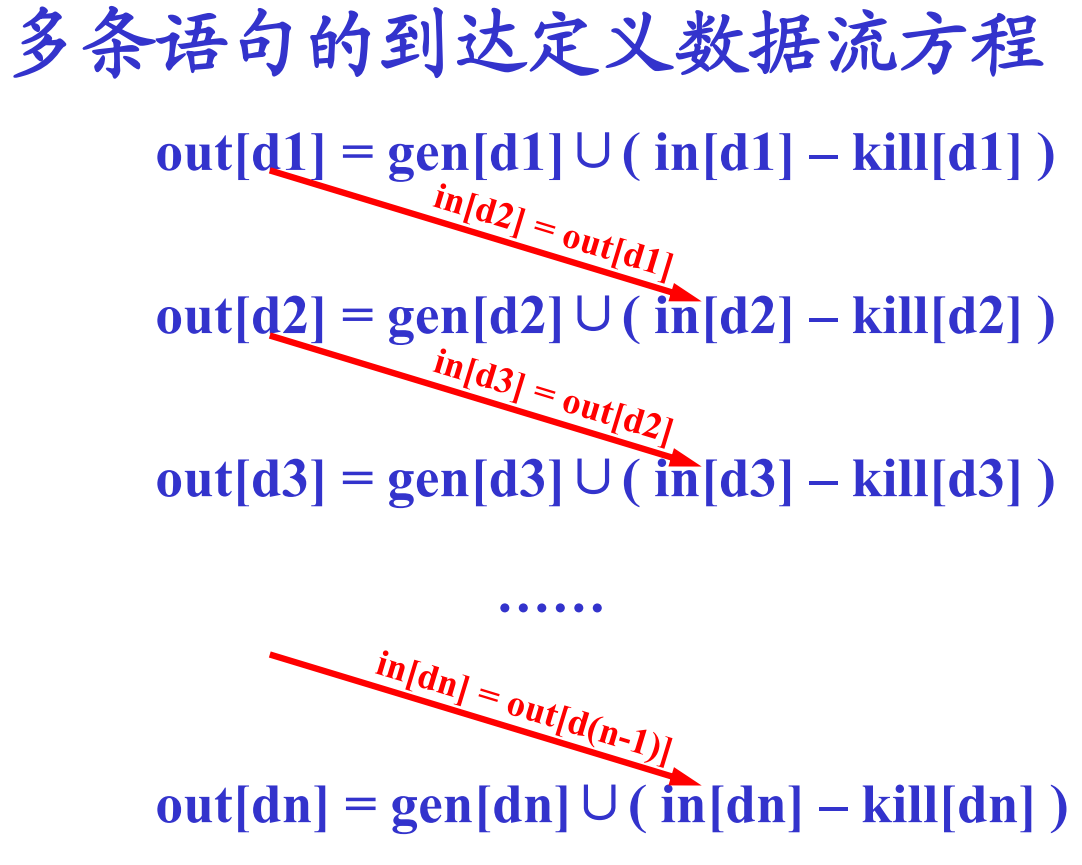 多条语句的到达定义数据流方程
out[d1] = gen[d1]∪( in[d1] – kill[d1] )
in[d2] = out[d1]
out[d2] = gen[d2]∪( in[d2] – kill[d2] )
in[d3] = out[d2]
out[d3] = gen[d3]∪( in[d3] – kill[d3] )
……
in[dn] = out[d(n-1)]
out[dn] = gen[dn]∪( in[dn] – kill[dn] )